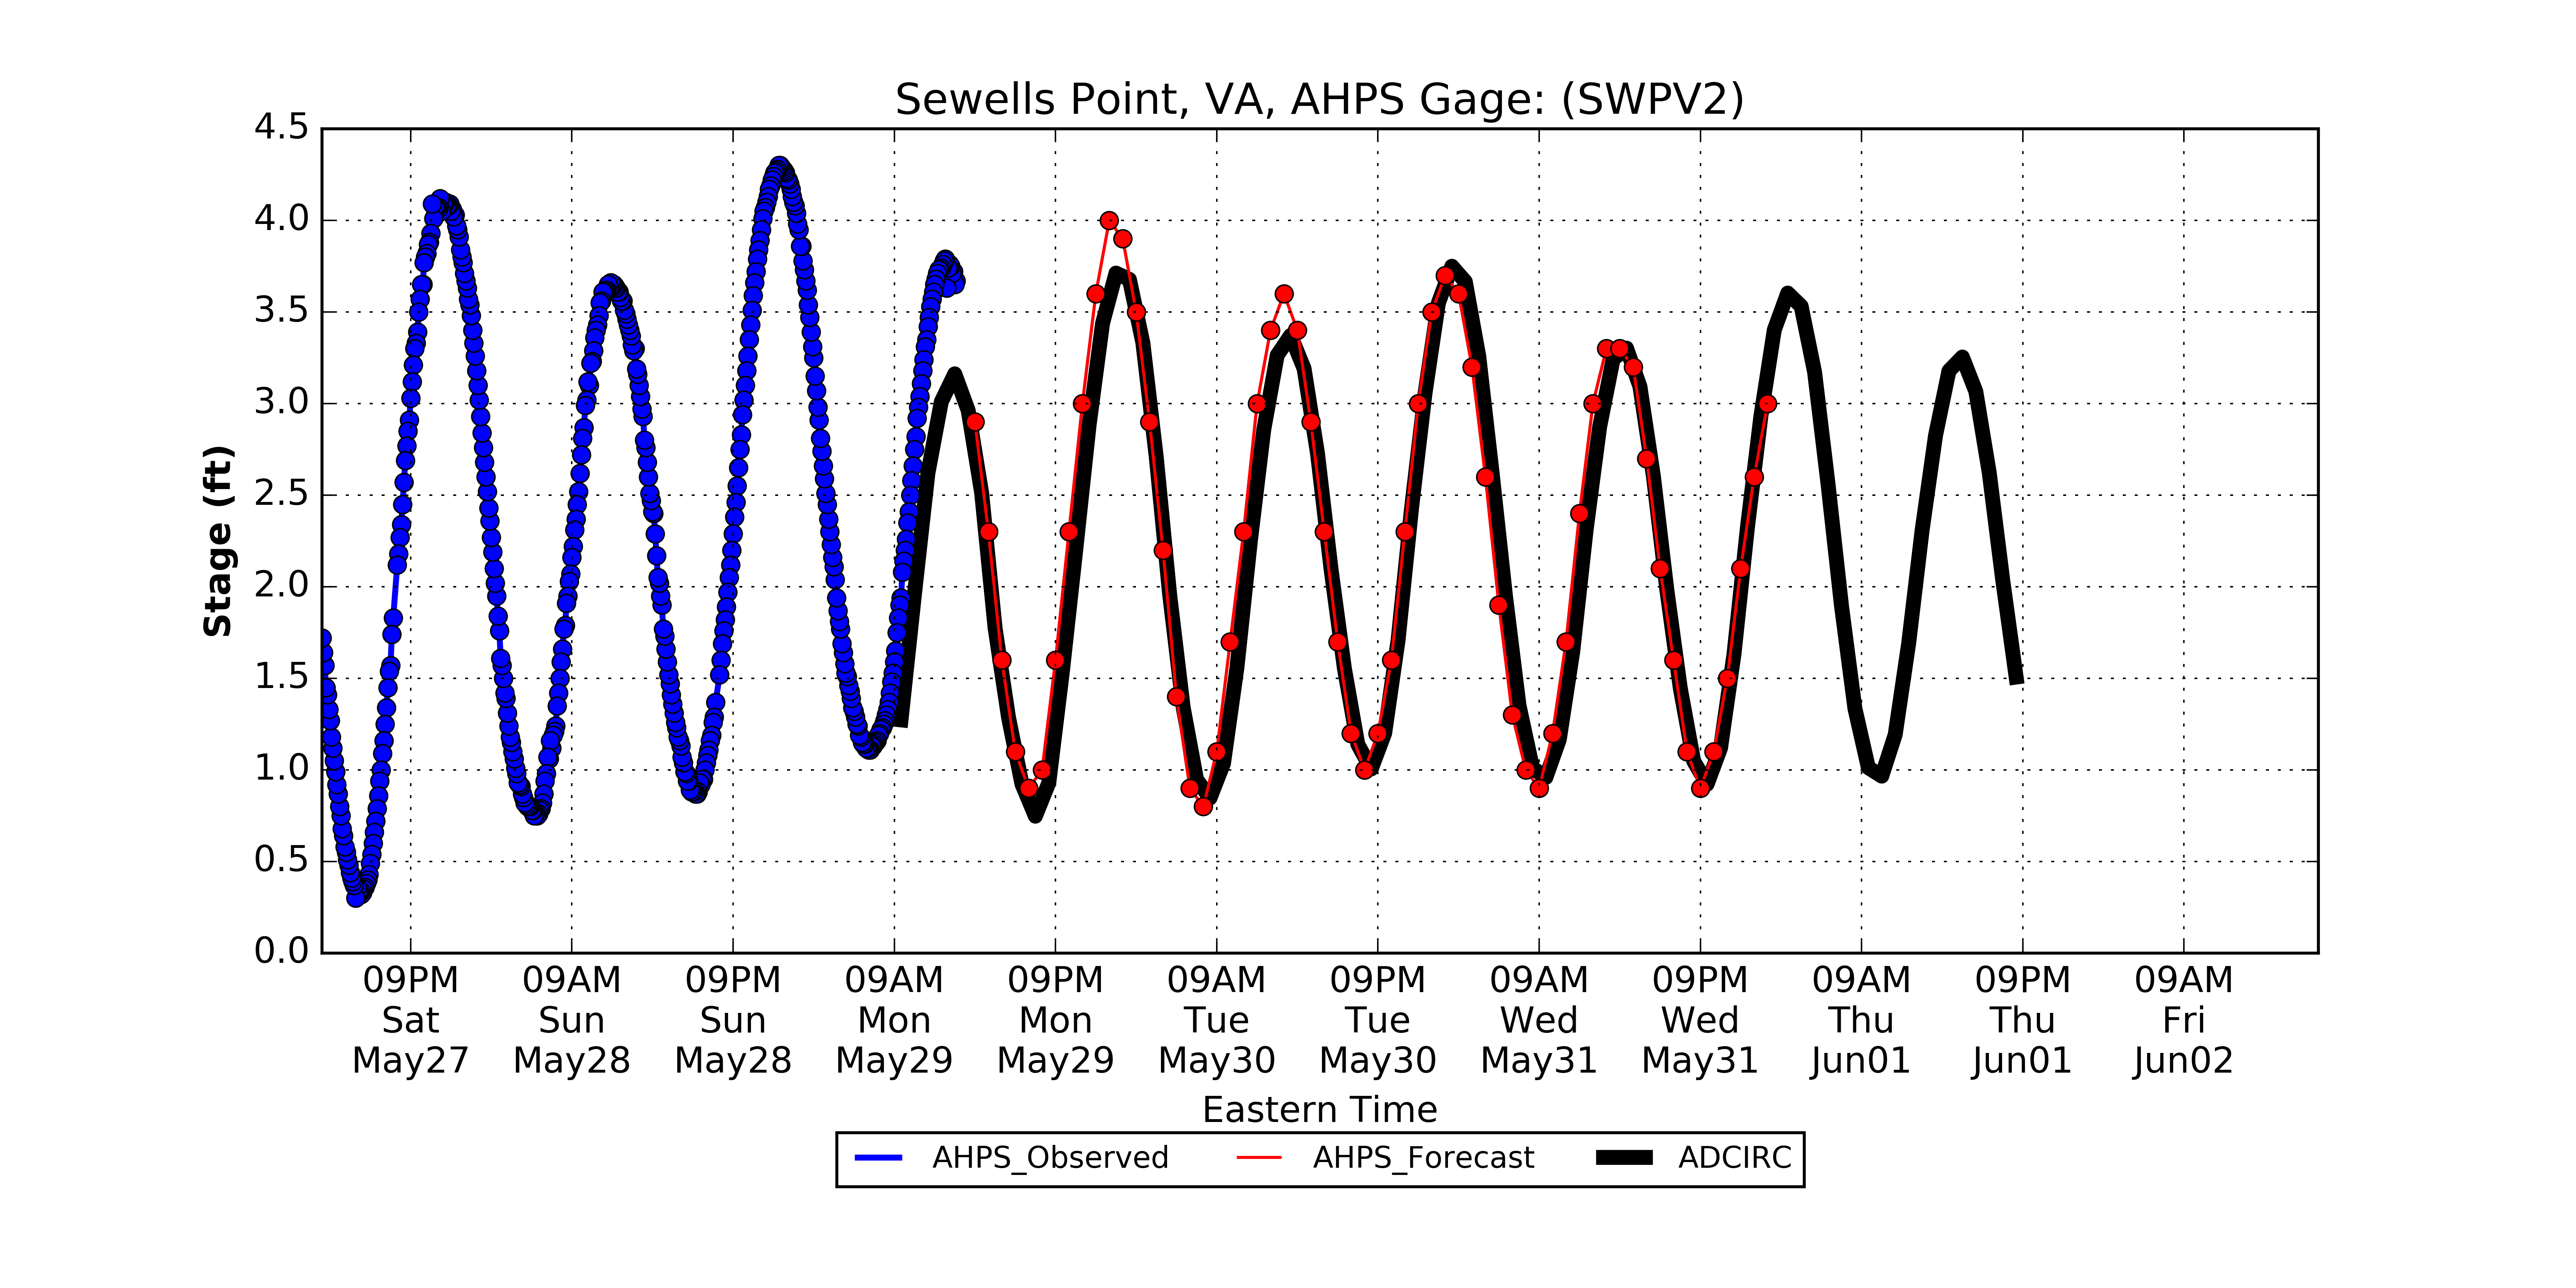 Sewells Point, VA, AHPS Gage: (SWPV2)
4.5
4.0
3.5
3.0
2.5
2.0
1.5
1.0
0.5
0.0
Stage (ft)
09PM 09AM 09PM 09AM 09PM 09AM 09PM 09AM 09PM 09AM 09PM 09AM
Sat Sun Sun Mon Mon Tue Tue Wed Wed Thu Thu Fri
May27 May28 May28 May29 May29 May30 May30 May31 May31 Jun01 Jun01 Jun02
Eastern Time
AHPS_Observed AHPS_Forecast ADCIRC